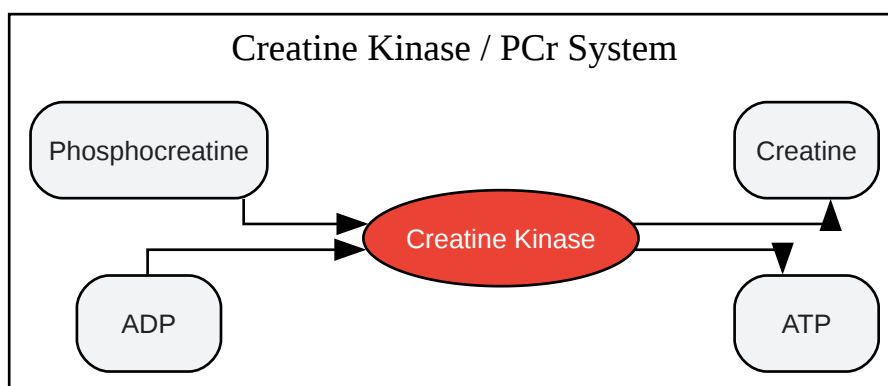 Creatine Kinase / PCr System
Phosphocreatine
Creatine
Creatine Kinase
ADP
ATP